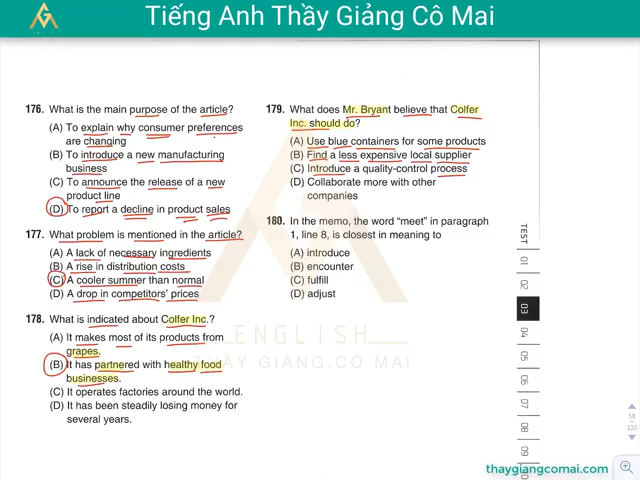 Tiếng Anh Thầy Giảng Cô Mai
176. What is the main purpose of the article?
(A) To explain why consumer preferences
are changing
(B) To introduce a new manufacturing
business
(C) To announce the release of a new
product line
(D) To report a decline in product sales
177. What problem is mentioned in the article?
(A) A lack of necessary ingredients
(B) A rise in distribution costs
(C) A cooler summer than normal
(D) A drop in competitors' prices
178. What is indicated about Colfer Inc.?
(A) It makes most of its products from
grapes.
(B) It has partnered with healthy food
businesses.
(C) It operates factories around the world.
(D) It has been steadily losing money for
several years.
179. What does Mr. Bryant believe that Colfer
Inc. should do?
(A) Use blue containers for some products
(B) Find a less expensive local supplier
(C) Introduce a quality-control process
(D) Collaborate more with other
companies
180. In the memo, the word "meet" in paragraph
1, line 8, is closest in meaning to
(A) introduce
(B) encounter
(C) fulfill
(D) adjust
TEST
01
02
03
04
05
06
07
08
09
10
ENGLISH
THẦY GIẢNG.CÔ MAI
58
220
thaygiangcomai.com